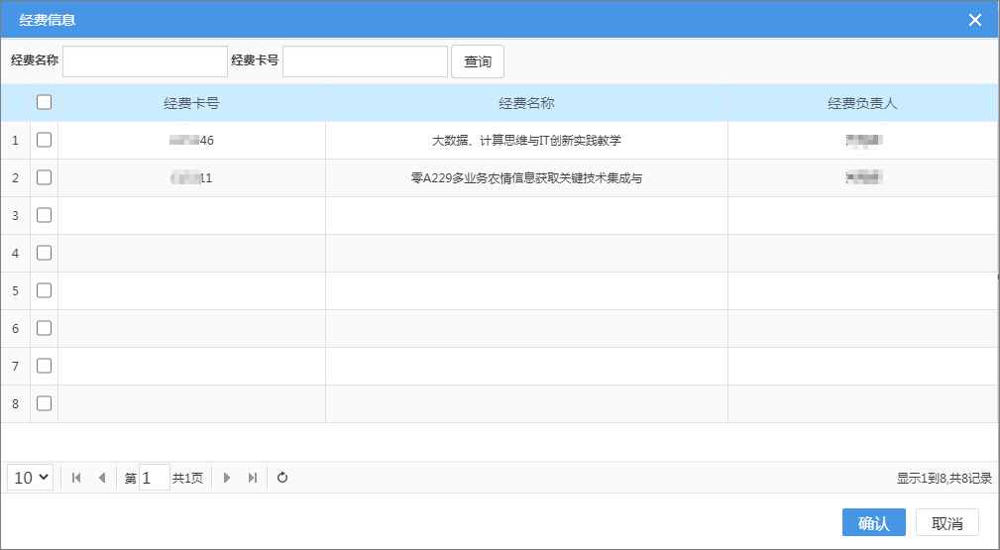 经费信息
经费名称 经费卡号 查询
经费卡号 经费名称 经费负责人
1 46 大数据、计算思维与IT创新实践教学
2 11 零A229多业务农情信息获取关键技术集成与
3
4
5
6
7
8
10 第 1 共1页 显示1到8,共8记录
确认 取消